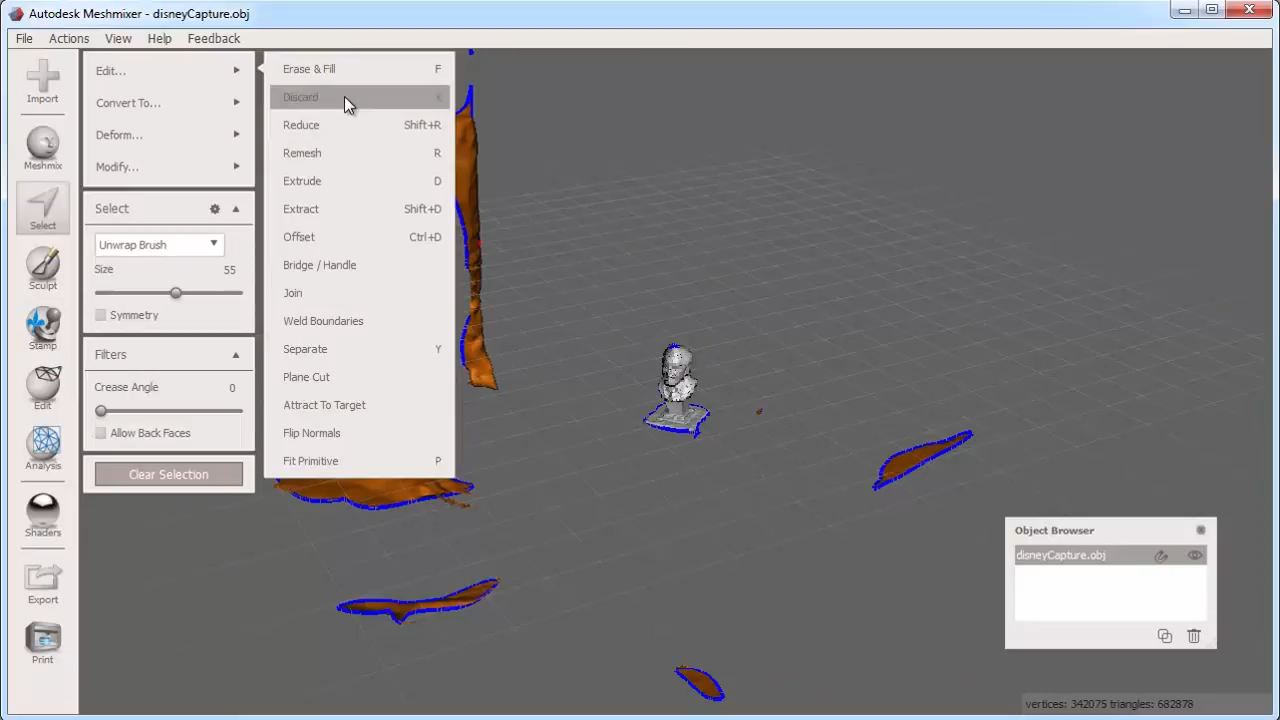 Autodesk Meshmixer - disneyCapture.obj
File Actions View Help Feedback
Import
Meshmix
Select
Sculpt
Stamp
Edit
Analysis
Shaders
Export
Print
Edit...
Convert To...
Deform...
Modify...
Select
Unwrap Brush
Size 55
Symmetry
Filters
Crease Angle 0
Allow Back Faces
Clear Selection
Erase & Fill F
Discard X
Reduce Shift+R
Remesh R
Extrude D
Extract Shift+D
Offset Ctrl+D
Bridge / Handle
Join
Weld Boundaries
Separate Y
Plane Cut
Attract To Target
Flip Normals
Fit Primitive P
Object Browser
disneyCapture.obj
vertices: 342075 triangles: 682878